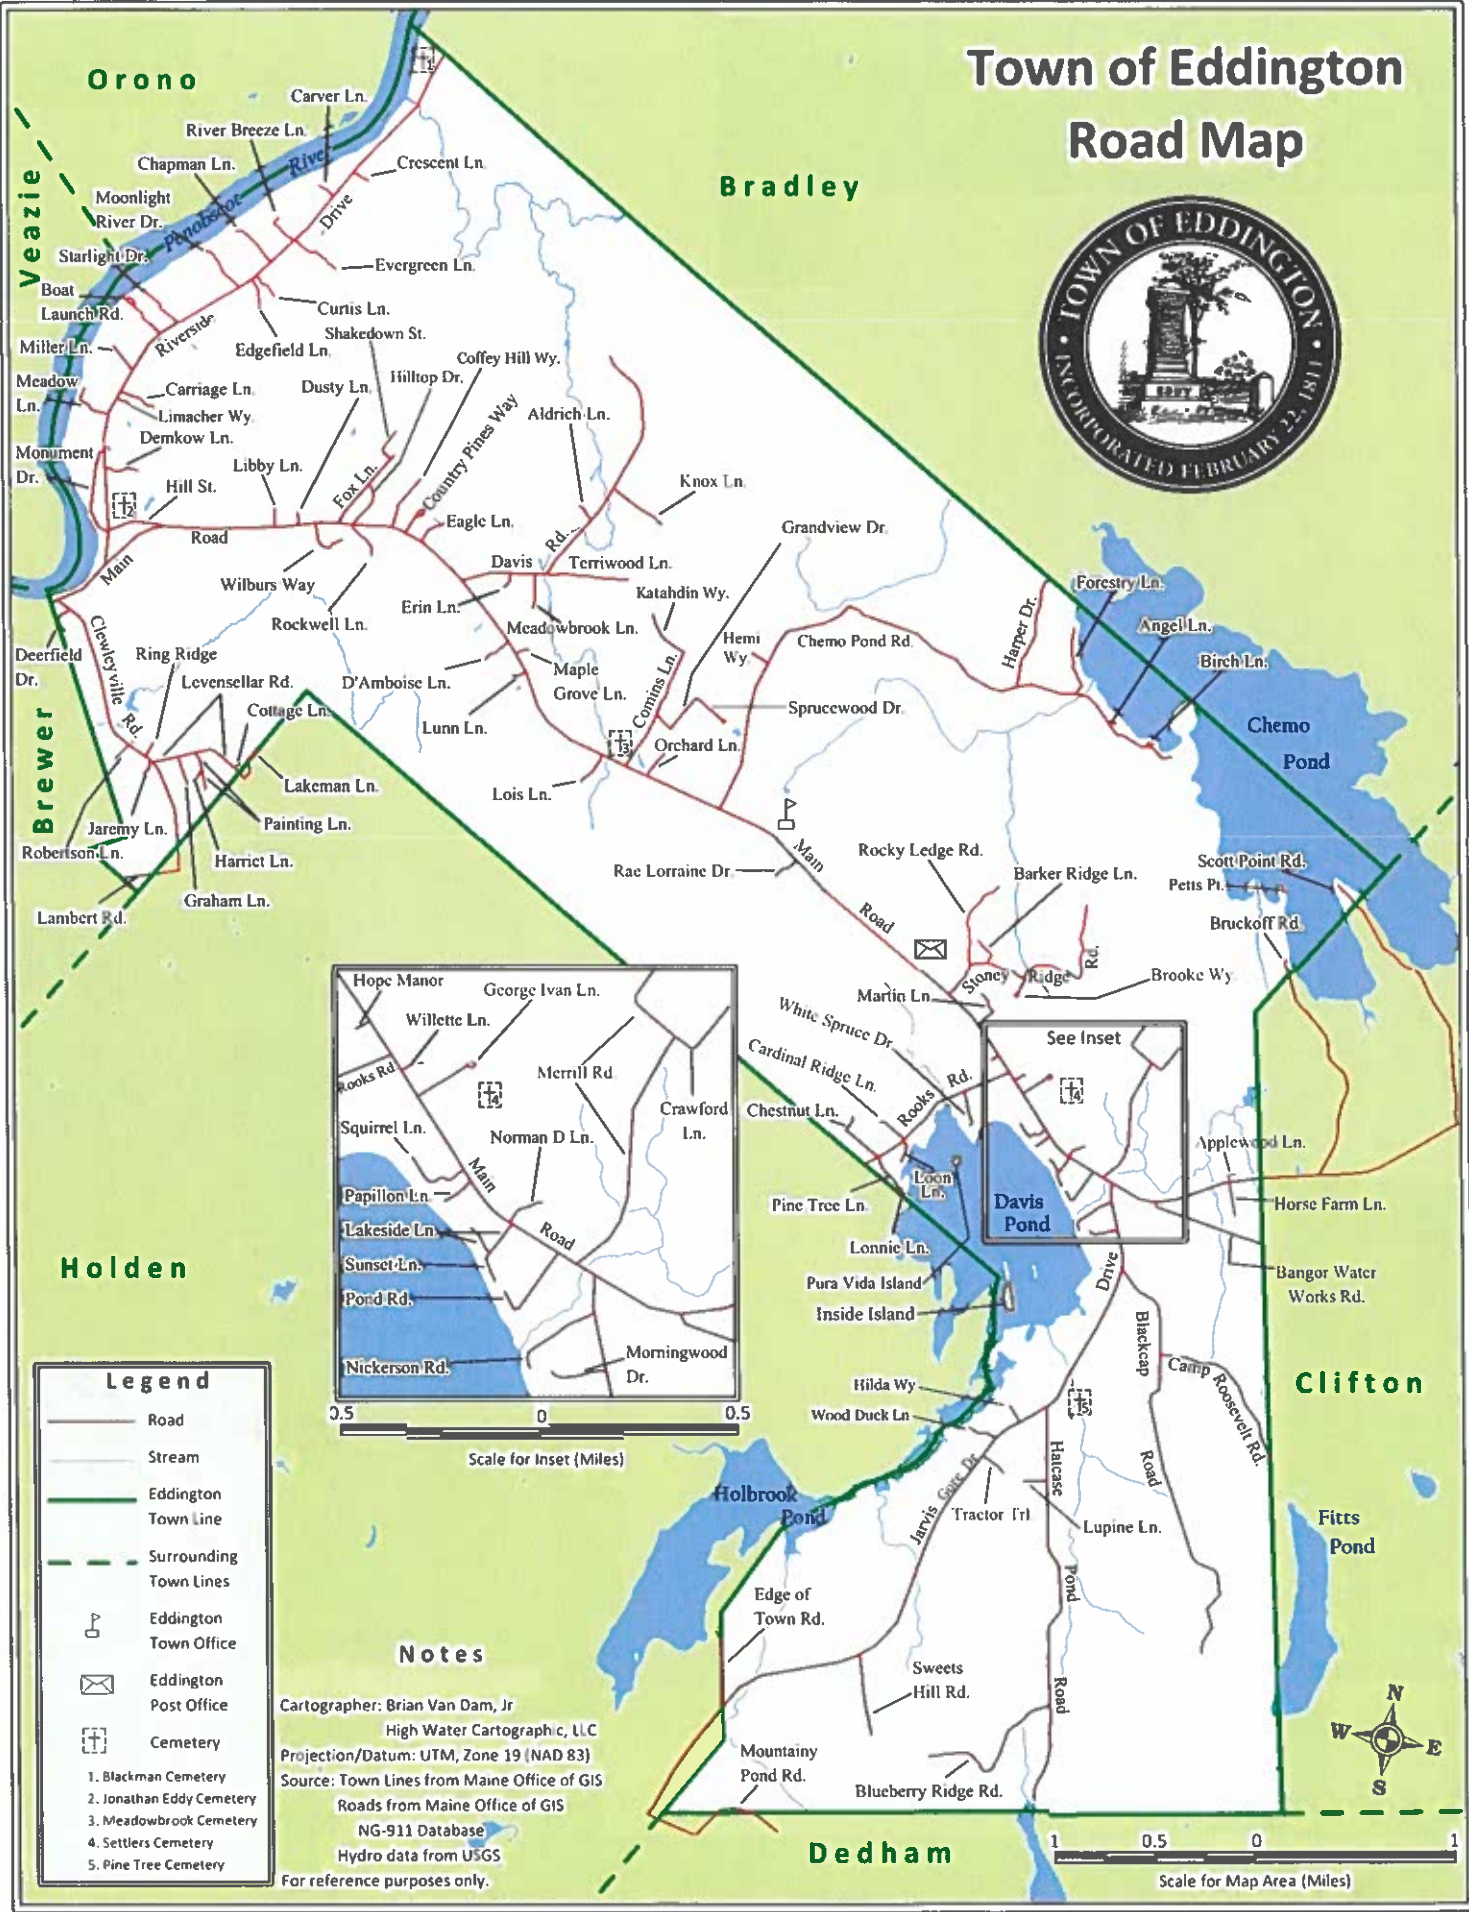 Town of Eddington
Road Map
TOWN OF EDDINGTON
INCORPORATED FEBRUARY 22, 1811
EDDY
Orono
Veazie
Bradley
Brewer
Holden
Clifton
Dedham
Penobscot River
Carver Ln.
River Breeze Ln.
Chapman Ln.
Moonlight
River Dr.
Starlight Dr.
Boat
Launch Rd.
Miller Ln.
Meadow
Ln.
Monument
Dr.
Crescent Ln.
Riverside Drive
Evergreen Ln.
Curtis Ln.
Edgefield Ln.
Shakedown St.
Coffey Hill Wy.
Hilltop Dr.
Dusty Ln.
Carriage Ln.
Limacher Wy.
Demkow Ln.
Libby Ln.
Hill St.
Fox Ln.
Country Pines Way
Aldrich Ln.
Eagle Ln.
Knox Ln.
Main Road
Wilburs Way
Rockwell Ln.
Davis Rd.
Terriwood Ln.
Erin Ln.
Meadowbrook Ln.
Katahdin Wy.
Grandview Dr.
Hemi
Wy.
Chemo Pond Rd.
Harper Dr.
Forestry Ln.
Angel Ln.
Birch Ln.
Chemo
Pond
Deerfield
Dr.
Clewleyville Rd.
Ring Ridge
Levensellar Rd.
Cottage Ln.
D'Amboise Ln.
Lunn Ln.
Maple
Grove Ln.
Comins Ln.
Sprucewood Dr.
Orchard Ln.
Lois Ln.
Lakeman Ln.
Painting Ln.
Jaremy Ln.
Robertson Ln.
Harriet Ln.
Graham Ln.
Lambert Rd.
Rae Lorraine Dr.
Main Road
Rocky Ledge Rd.
Barker Ridge Ln.
Scott Point Rd.
Petts Pt.
Bruckoff Rd.
Stoney Ridge Rd.
Brooke Wy.
Martin Ln.
White Spruce Dr.
Cardinal Ridge Ln.
Chestnut Ln.
Rooks Rd.
See Inset
Applewood Ln.
Horse Farm Ln.
Bangor Water
Works Rd.
Pine Tree Ln.
Loon
Ln.
Lonnie Ln.
Davis
Pond
Pura Vida Island
Inside Island
Jarvis Gore Drive
Blackcap Road
Camp Roosevelt Rd.
Hilda Wy
Wood Duck Ln
Jarvis Gore Dr
Tractor Trl
Hatcase Pond Road
Lupine Ln.
Holbrook
Pond
Fitts
Pond
Edge of
Town Rd.
Sweets
Hill Rd.
Mountainy
Pond Rd.
Blueberry Ridge Rd.
1
2
3
4
5
Hope Manor
George Ivan Ln.
Willette Ln.
Rooks Rd
4
Merrill Rd
Crawford
Ln.
Squirrel Ln.
Norman D Ln.
Main Road
Papillon Ln
Lakeside Ln.
Sunset Ln.
Pond Rd.
Nickerson Rd.
Morningwood
Dr.
0.5 0 0.5
Scale for Inset (Miles)
Legend
Road
Stream
Eddington
Town Line
Surrounding
Town Lines
Eddington
Town Office
Eddington
Post Office
Cemetery
1. Blackman Cemetery
2. Jonathan Eddy Cemetery
3. Meadowbrook Cemetery
4. Settlers Cemetery
5. Pine Tree Cemetery
Notes
Cartographer: Brian Van Dam, Jr
High Water Cartographic, LLC
Projection/Datum: UTM, Zone 19 (NAD 83)
Source: Town Lines from Maine Office of GIS
Roads from Maine Office of GIS
NG-911 Database
Hydro data from USGS
For reference purposes only.
N
W E
S
1 0.5 0 1
Scale for Map Area (Miles)